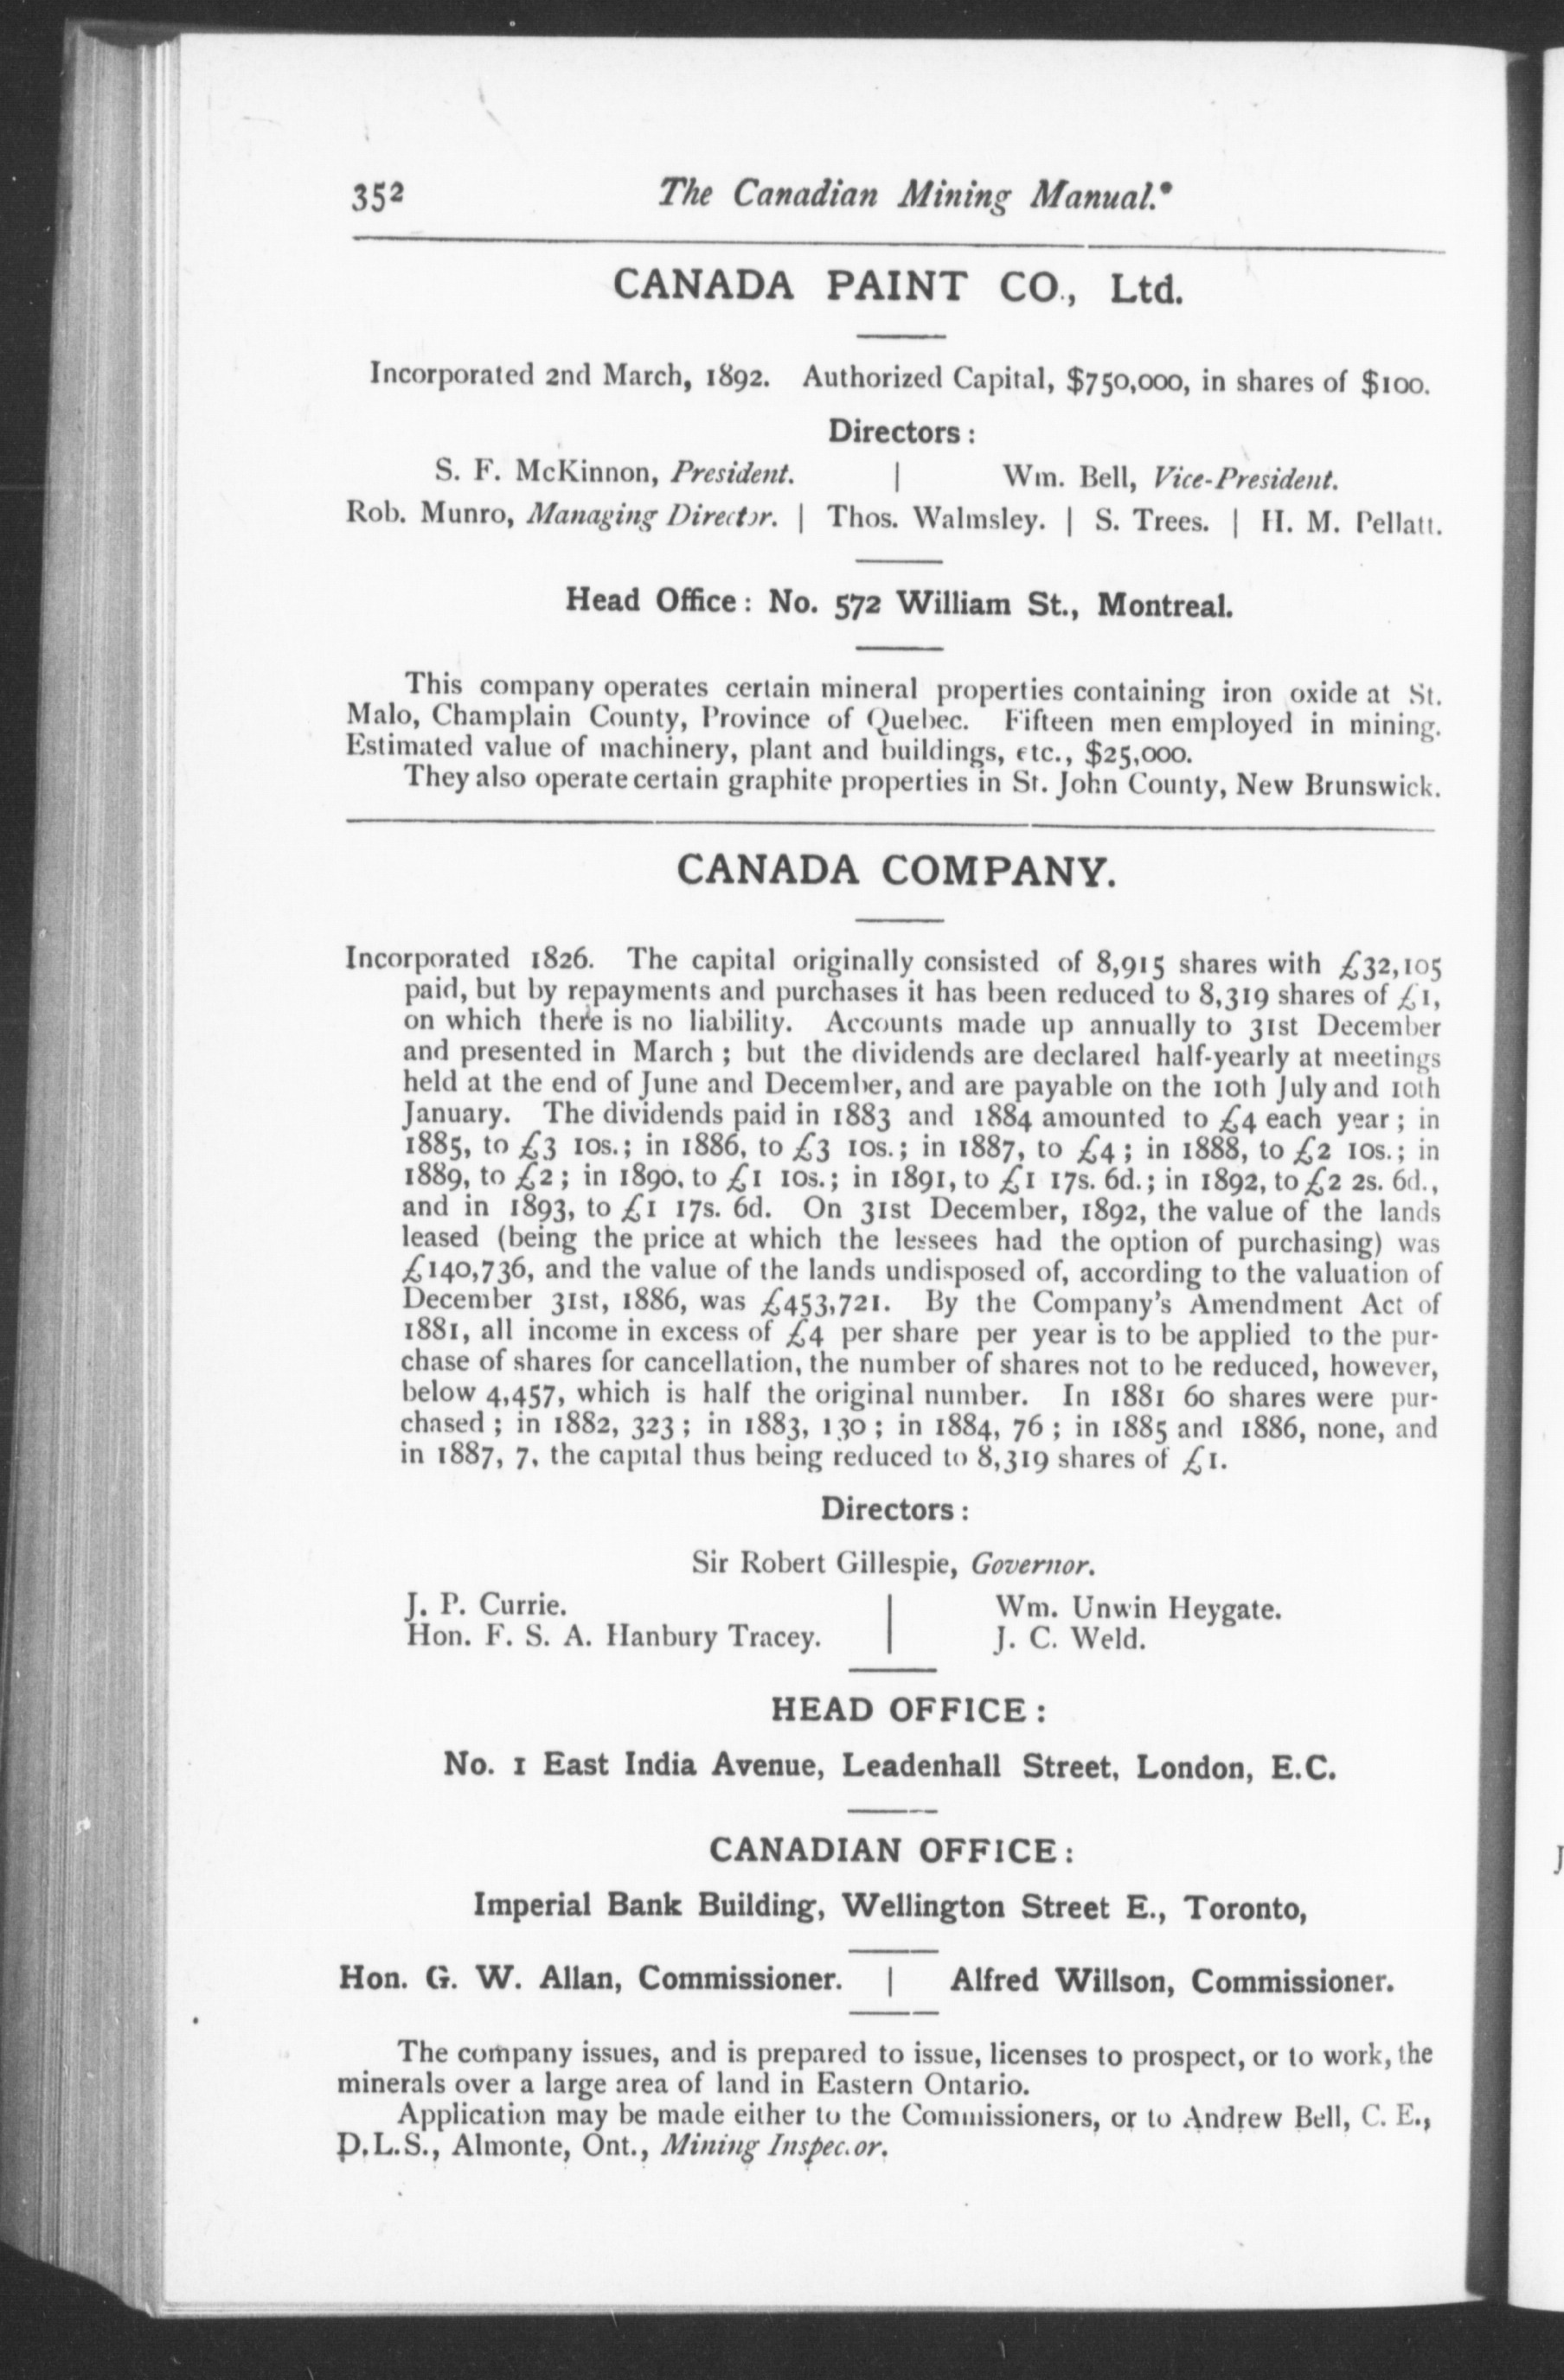 352 The Canadian Mining Manual.
CANADA PAINT CO., Ltd.
Incorporated 2nd March, 1892. Authorized Capital, $750,000, in shares of $100.
Directors :
S. F. McKinnon, President. | Wm. Bell, Vice-President.
Rob. Munro, Managing Director. | Thos. Walmsley. | S. Trees. | H. M. Pellatt.
Head Office : No. 572 William St., Montreal.
This company operates certain mineral properties containing iron oxide at St.
Malo, Champlain County, Province of Quebec. Fifteen men employed in mining.
Estimated value of machinery, plant and buildings, etc., $25,000.
They also operate certain graphite properties in St. John County, New Brunswick.
CANADA COMPANY.
Incorporated 1826. The capital originally consisted of 8,915 shares with £32,105
paid, but by repayments and purchases it has been reduced to 8,319 shares of £1,
on which there is no liability. Accounts made up annually to 31st December
and presented in March ; but the dividends are declared half-yearly at meetings
held at the end of June and December, and are payable on the 10th July and 10th
January. The dividends paid in 1883 and 1884 amounted to £4 each year ; in
1885, to £3 10s. ; in 1886, to £3 10s. ; in 1887, to £4 ; in 1888, to £2 10s. ; in
1889, to £2 ; in 1890, to £1 10s. ; in 1891, to £1 17s. 6d. ; in 1892, to £2 2s. 6d.,
and in 1893, to £1 17s. 6d. On 31st December, 1892, the value of the lands
leased (being the price at which the lessees had the option of purchasing) was
£140,736, and the value of the lands undisposed of, according to the valuation of
December 31st, 1886, was £453,721. By the Company's Amendment Act of
1881, all income in excess of £4 per share per year is to be applied to the pur-
chase of shares for cancellation, the number of shares not to be reduced, however,
below 4,457, which is half the original number. In 1881 60 shares were pur-
chased ; in 1882, 323 ; in 1883, 130 ; in 1884, 76 ; in 1885 and 1886, none, and
in 1887, 7, the capital thus being reduced to 8,319 shares of £1.
Directors :
Sir Robert Gillespie, Governor.
J. P. Currie. | Wm. Unwin Heygate.
Hon. F. S. A. Hanbury Tracey. | J. C. Weld.
HEAD OFFICE :
No. 1 East India Avenue, Leadenhall Street, London, E.C.
CANADIAN OFFICE :
Imperial Bank Building, Wellington Street E., Toronto,
Hon. G. W. Allan, Commissioner. | Alfred Willson, Commissioner.
The company issues, and is prepared to issue, licenses to prospect, or to work, the
minerals over a large area of land in Eastern Ontario.
Application may be made either to the Commissioners, or to Andrew Bell, C. E.,
D.L.S., Almonte, Ont., Mining Inspector.